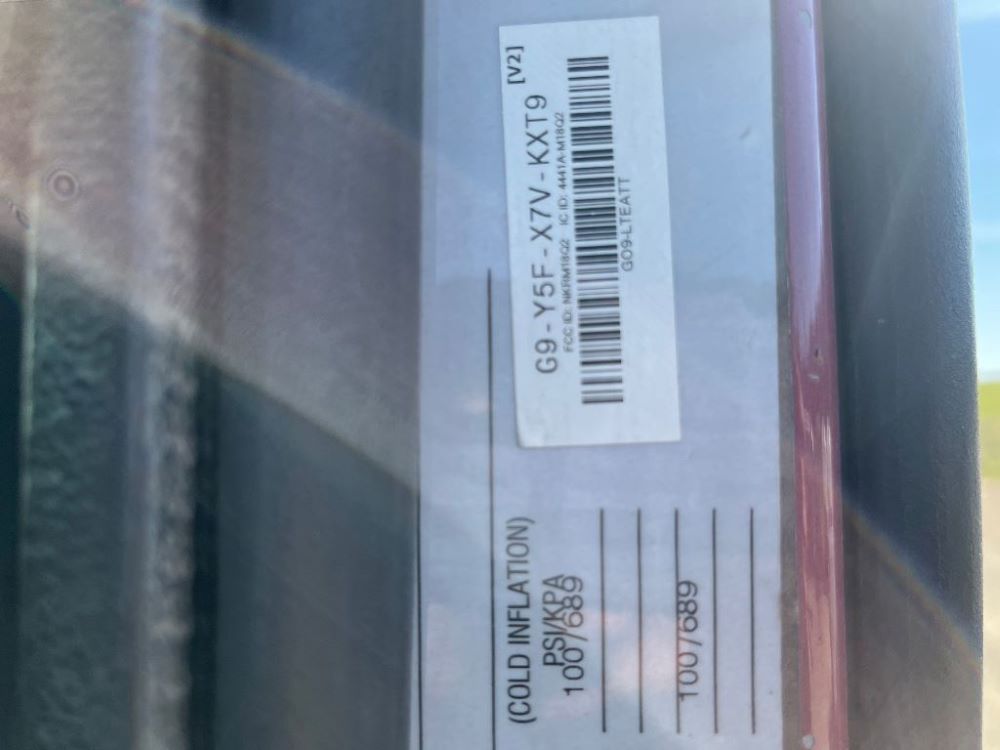 G9-Y5F-X7V-KXT9 [V2]
FCC ID: NKRM18Q2 IC ID: 4441A-M18Q2
GO9-LTEATT
(COLD INFLATION)
PSI/KPA
100/689
100/689